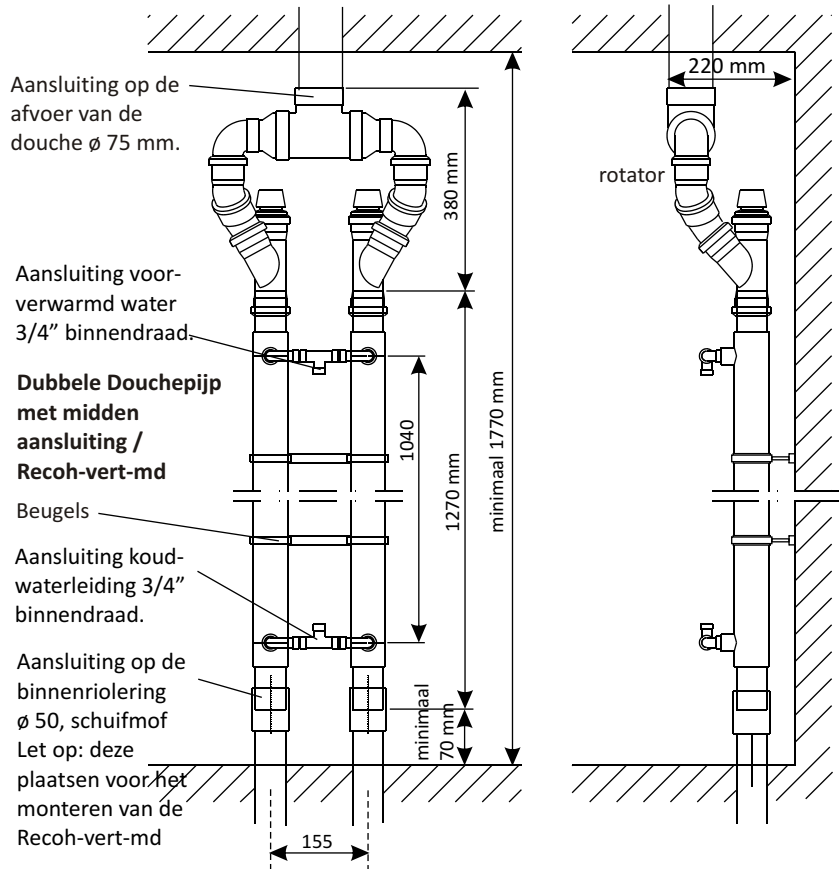 Aansluiting op de
afvoer van de
douche ø 75 mm.
220 mm
rotator
380 mm
Aansluiting voor-
verwarmd water
3/4” binnendraad.
Dubbele Douchepijp
met midden
aansluiting /
Recoh-vert-md
1040
1270 mm
minimaal 1770 mm
Beugels
Aansluiting koud-
waterleiding 3/4”
binnendraad.
Aansluiting op de
binnenriolering
ø 50, schuifmof
Let op: deze
plaatsen voor het
monteren van de
Recoh-vert-md
minimaal
70 mm
155